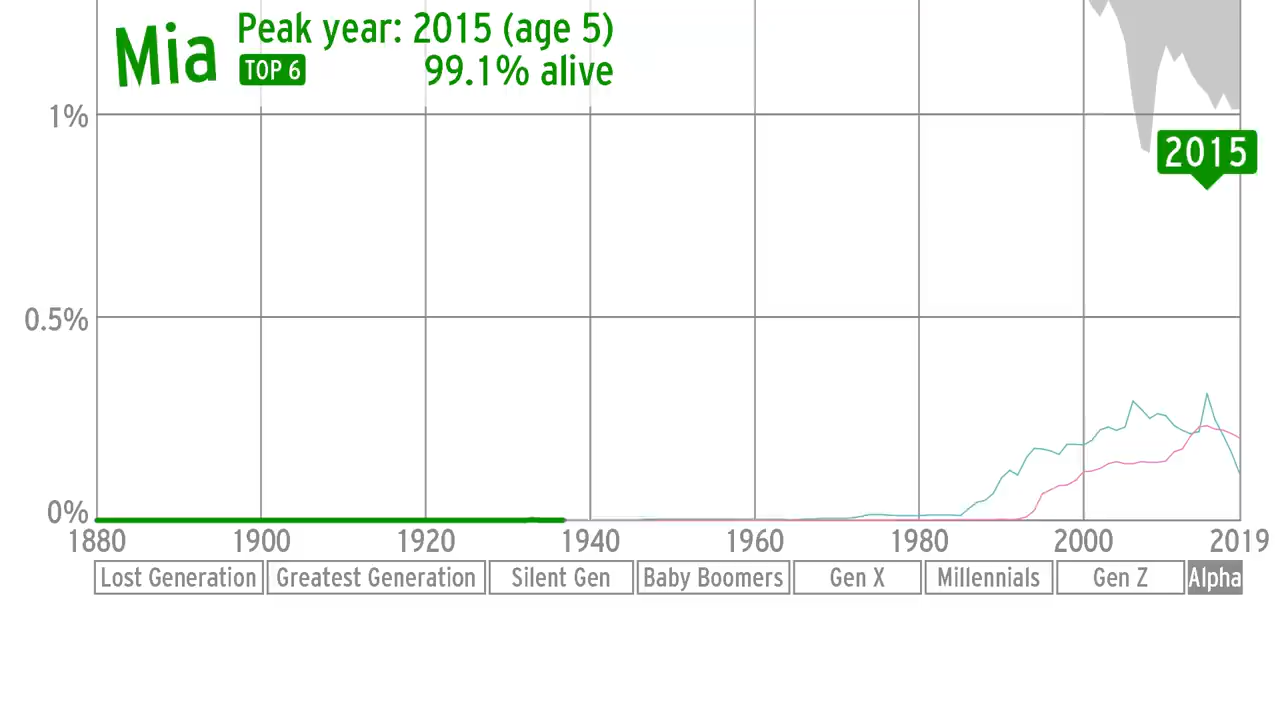 Mia
Peak year: 2015 (age 5)
TOP 6
99.1% alive
1%
2015
0.5%
0%
1880 1900 1920 1940 1960 1980 2000 2019
Lost Generation Greatest Generation Silent Gen Baby Boomers Gen X Millennials Gen Z Alpha